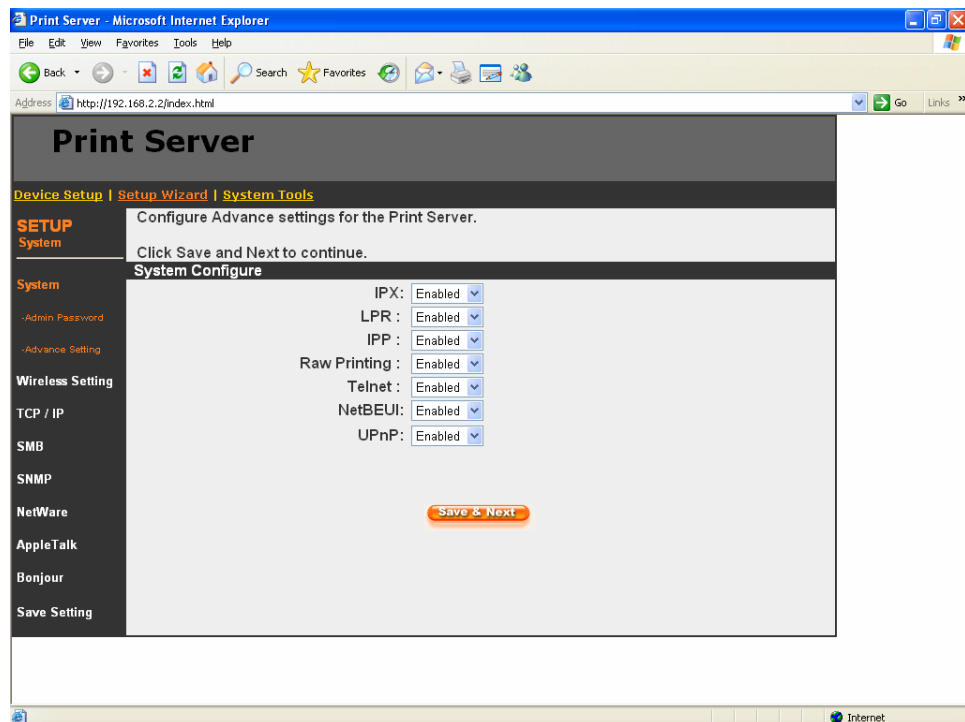 Print Server - Microsoft Internet Explorer
File Edit View Favorites Tools Help
Back Search Favorites
Address http://192.168.2.2/index.html Go Links »
Print Server
Device Setup | Setup Wizard | System Tools
SETUP
System
System
-Admin Password
-Advance Setting
Wireless Setting
TCP / IP
SMB
SNMP
NetWare
AppleTalk
Bonjour
Save Setting
Configure Advance settings for the Print Server.
Click Save and Next to continue.
System Configure
IPX: Enabled
LPR : Enabled
IPP : Enabled
Raw Printing : Enabled
Telnet : Enabled
NetBEUI: Enabled
UPnP: Enabled
Save & Next
Internet